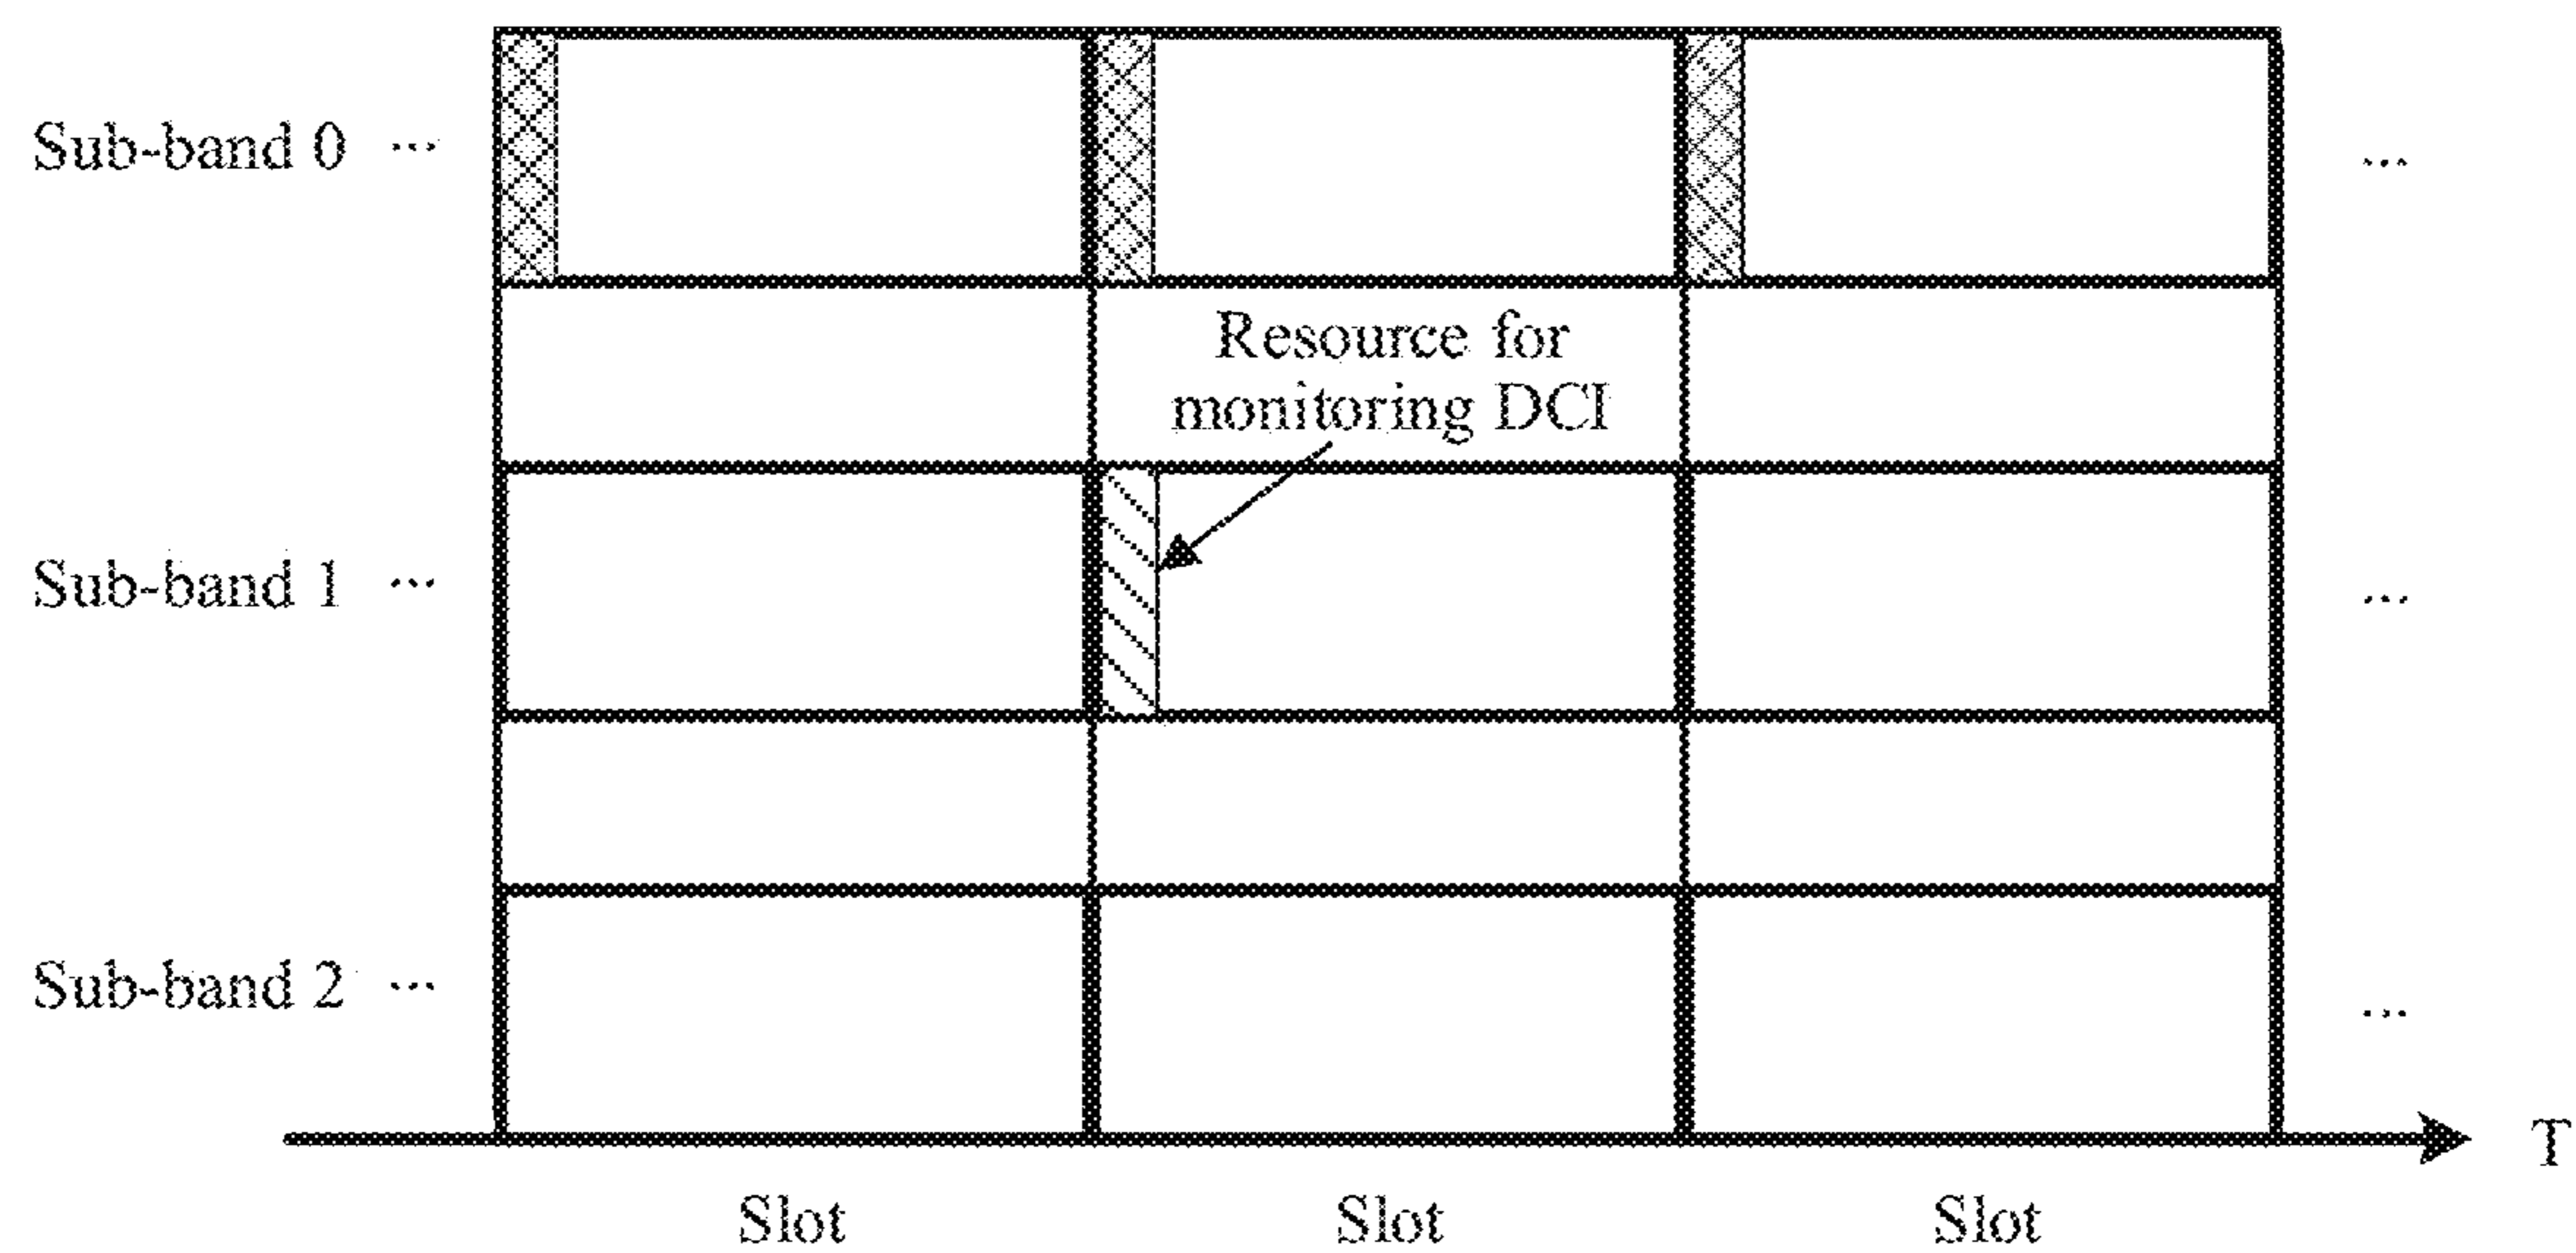 Sub-band 0 ... ...
Resource for
monitoring DCI
Sub-band 1 ... ...
Sub-band 2 ... ...
T
Slot Slot Slot